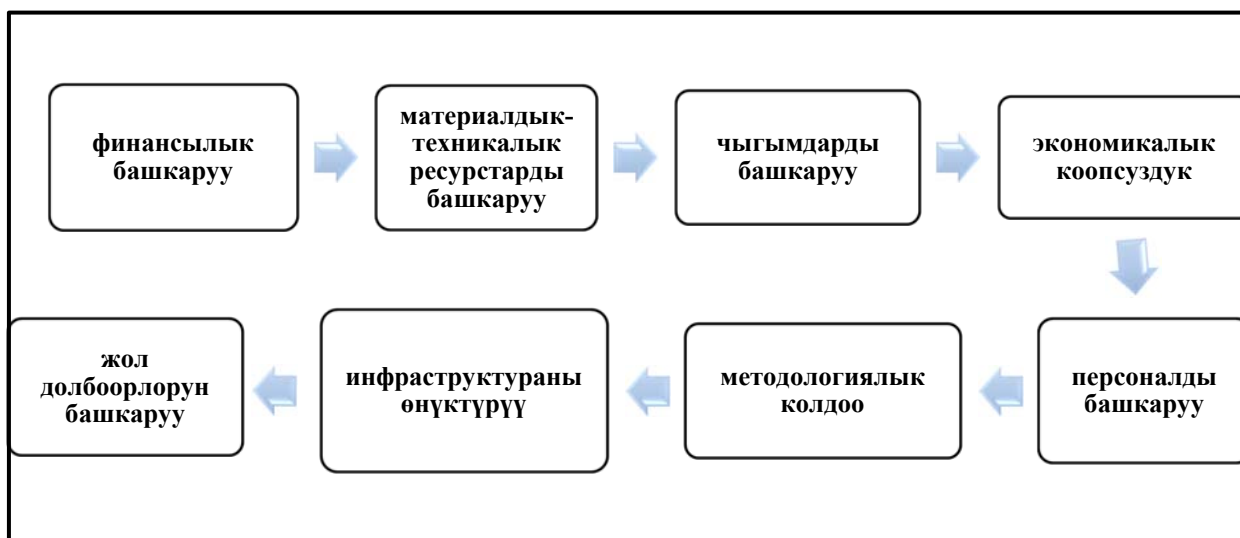 финансылык
башкаруу
материалдык-
техникалык
ресурстарды
башкаруу
чыгымдарды
башкаруу
экономикалык
коопсуздук
персоналды
башкаруу
методологиялык
колдоо
инфраструктураны
өнүктүрүү
жол
долбоорлорун
башкаруу